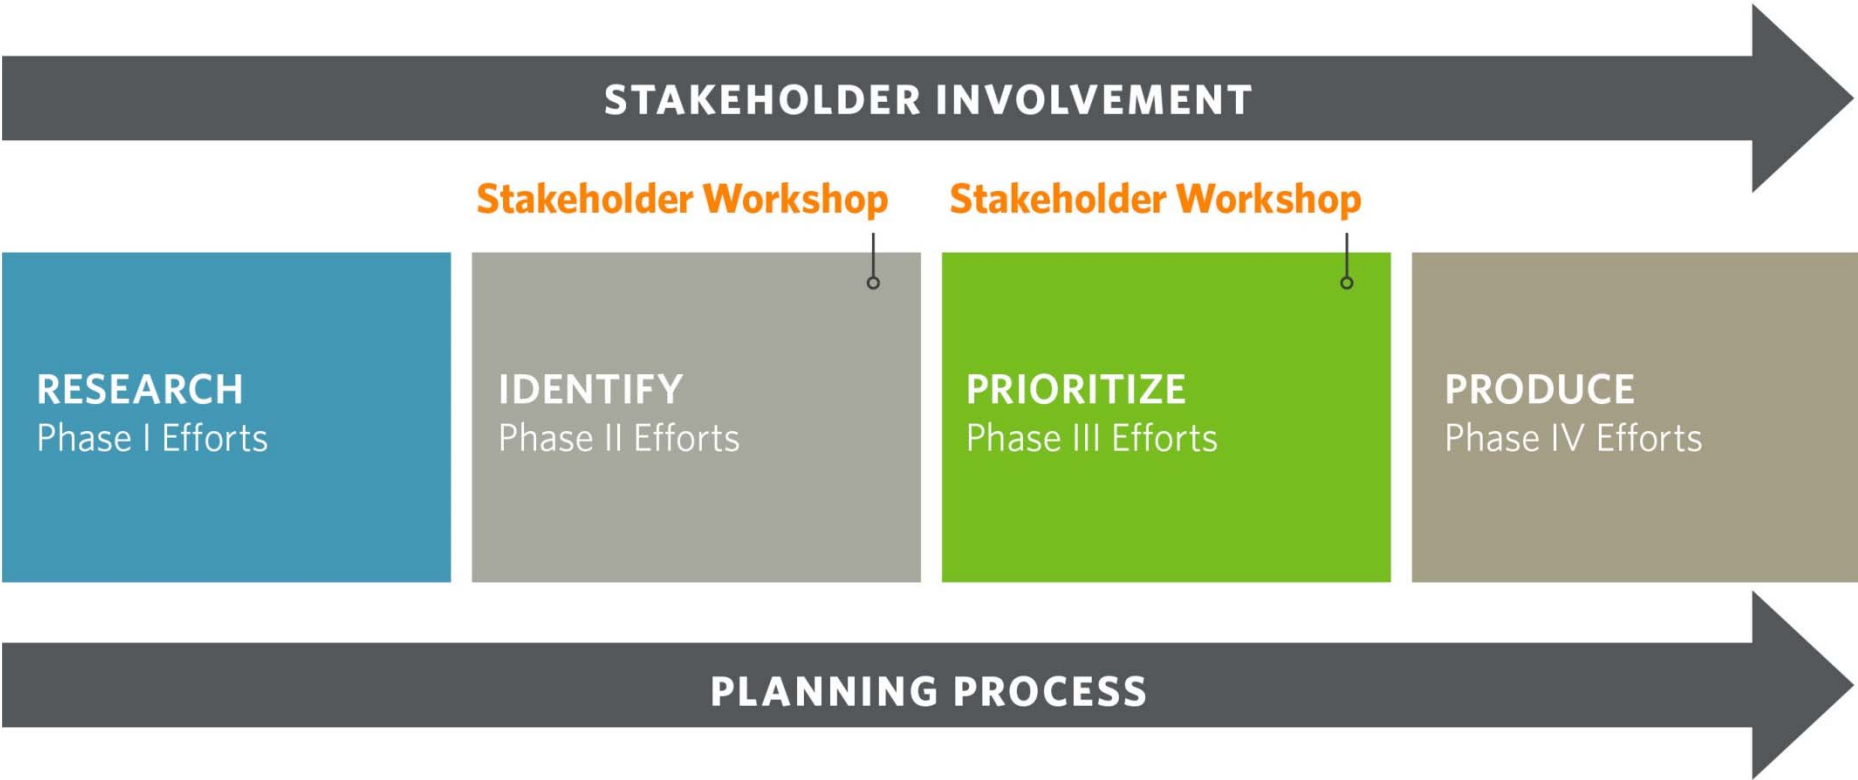 STAKEHOLDER INVOLVEMENT
Stakeholder Workshop
Stakeholder Workshop
RESEARCH
Phase I Efforts
IDENTIFY
Phase II Efforts
PRIORITIZE
Phase III Efforts
PRODUCE
Phase IV Efforts
PLANNING PROCESS